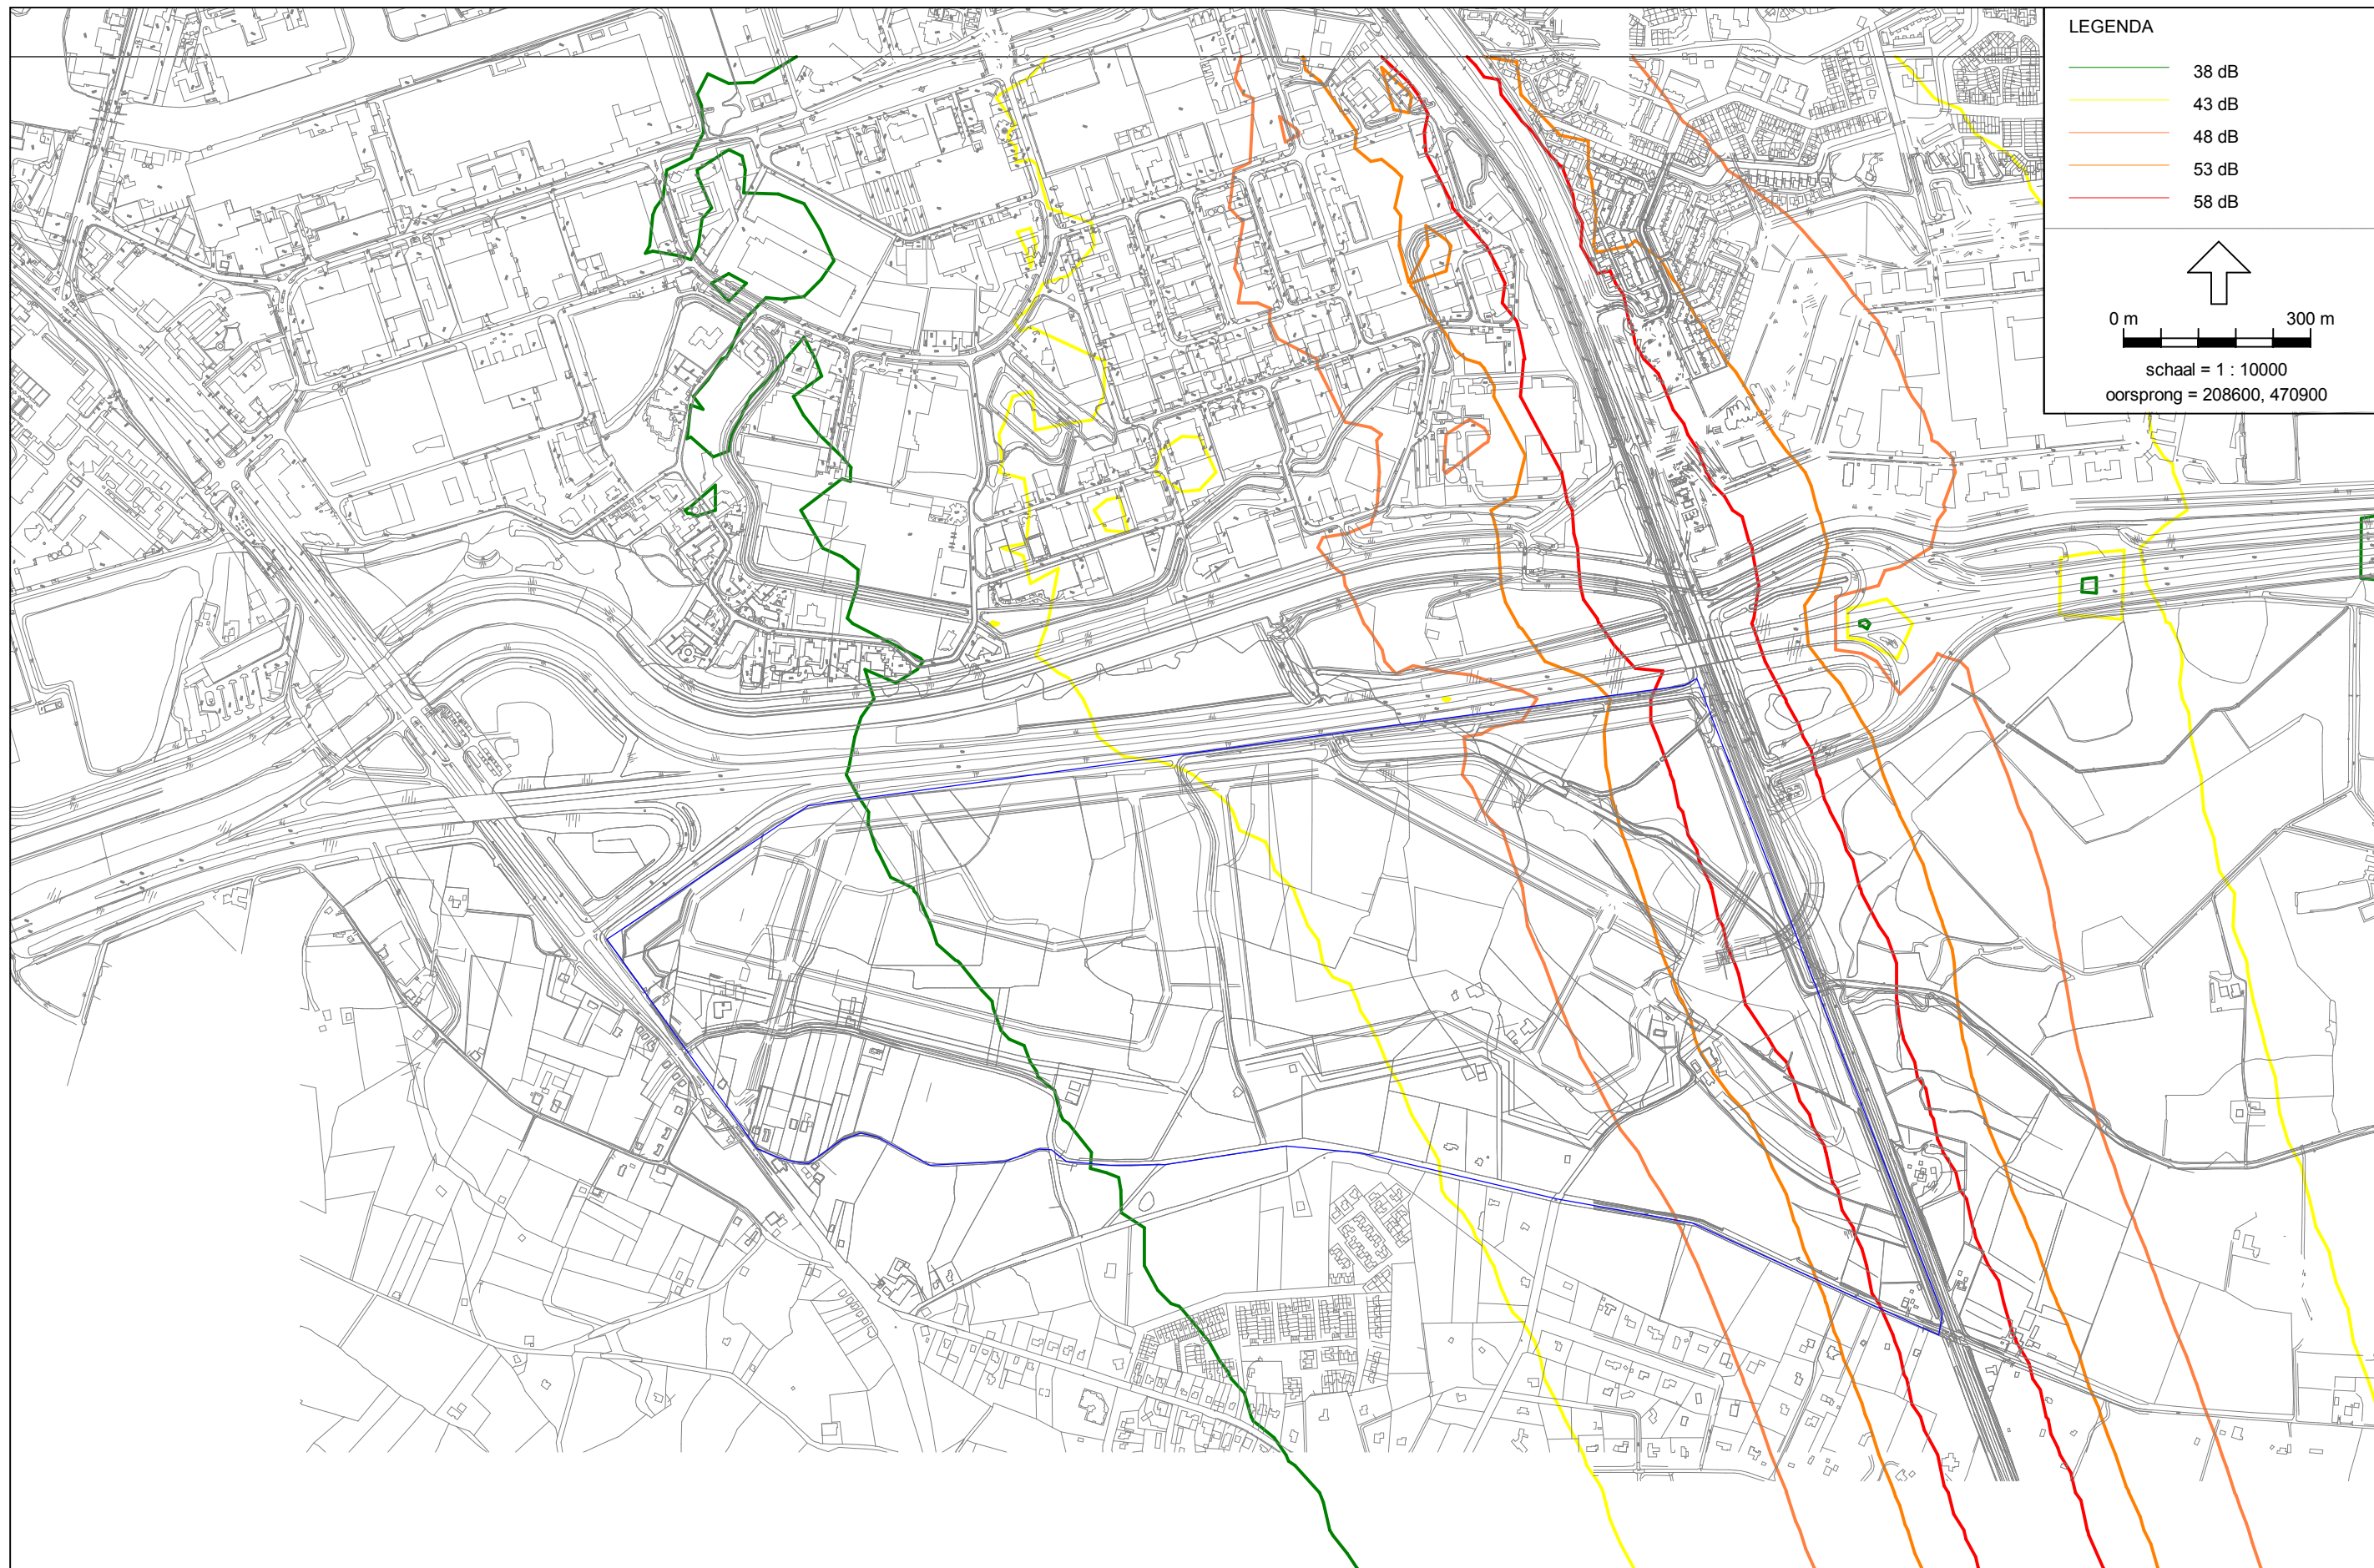 LEGENDA
38 dB
43 dB
48 dB
53 dB
58 dB
0 m 300 m
schaal = 1 : 10000
oorsprong = 208600, 470900